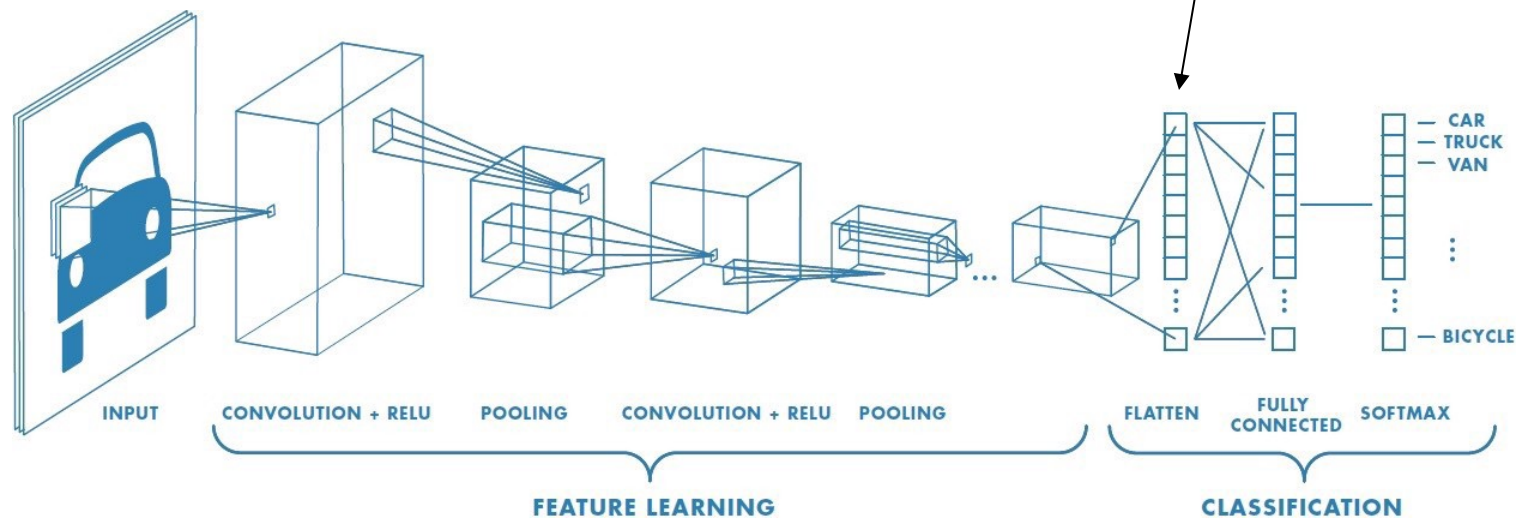 CAR
TRUCK
VAN
BICYCLE
INPUT
CONVOLUTION + RELU
POOLING
CONVOLUTION + RELU
POOLING
FLATTEN
FULLY
CONNECTED
SOFTMAX
FEATURE LEARNING
CLASSIFICATION